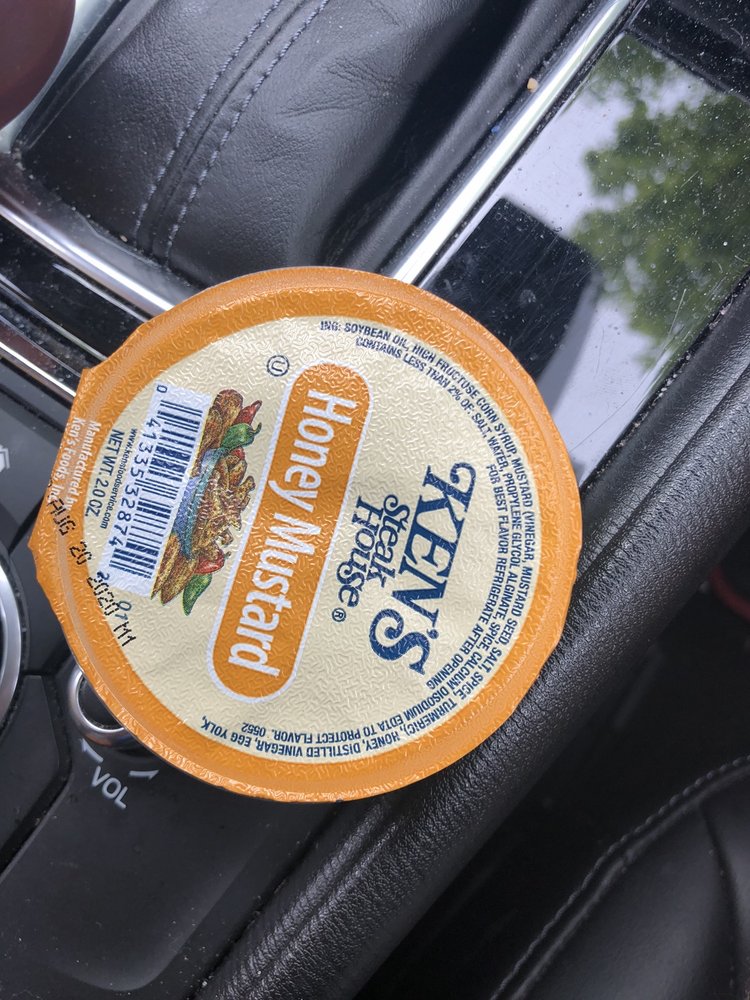 KEN'S
Steak
House®
Honey Mustard
U
ING: SOYBEAN OIL, HIGH FRUCTOSE CORN SYRUP, MUSTARD (VINEGAR, MUSTARD SEED, SALT, SPICE, TURMERIC), HONEY, DISTILLED VINEGAR, EGG YOLK,
CONTAINS LESS THAN 2% OF: SALT, WATER, PROPYLENE GLYCOL ALGINATE, SPICE, CALCIUM DISODIUM EDTA TO PROTECT FLAVOR. 0552
FOR BEST FLAVOR REFRIGERATE AFTER OPENING
0 41335 32874
www.kensfoodservice.com
NET WT. 2.0 OZ
Manufactured
Ken's Foods, Inc.
AUG 20 2020
M1
VOL